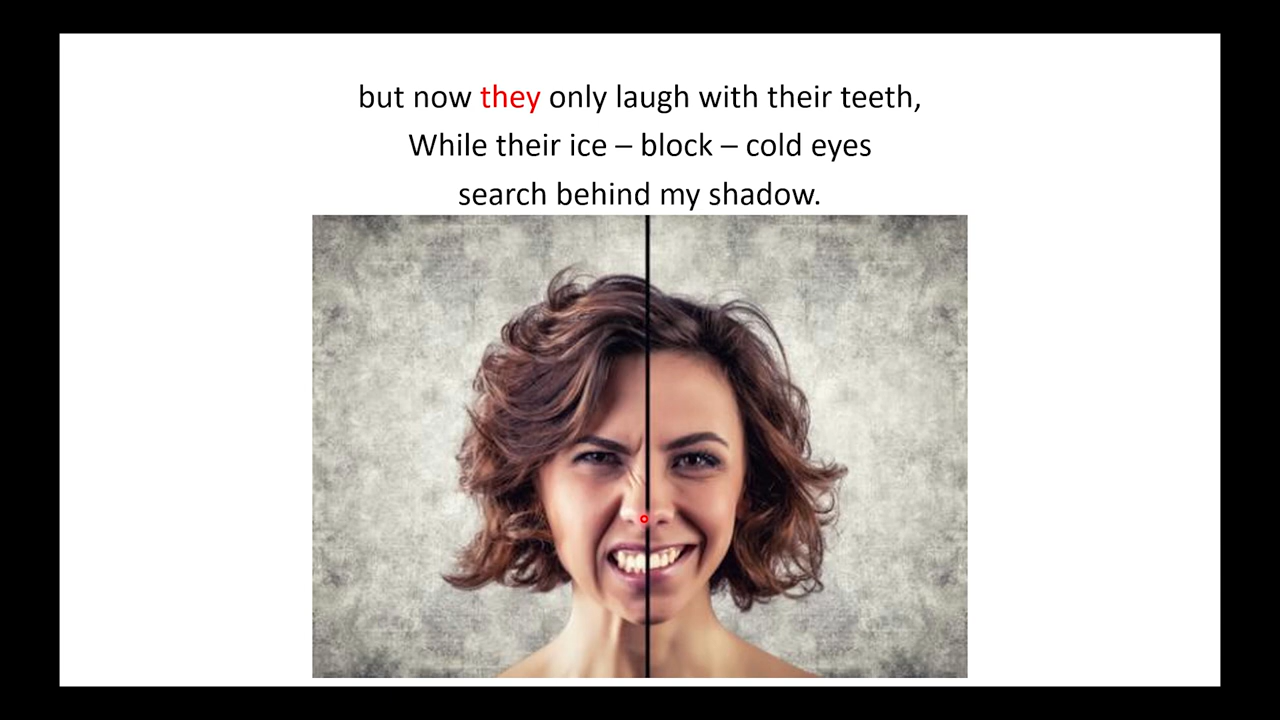 but now they only laugh with their teeth,
While their ice – block – cold eyes
search behind my shadow.